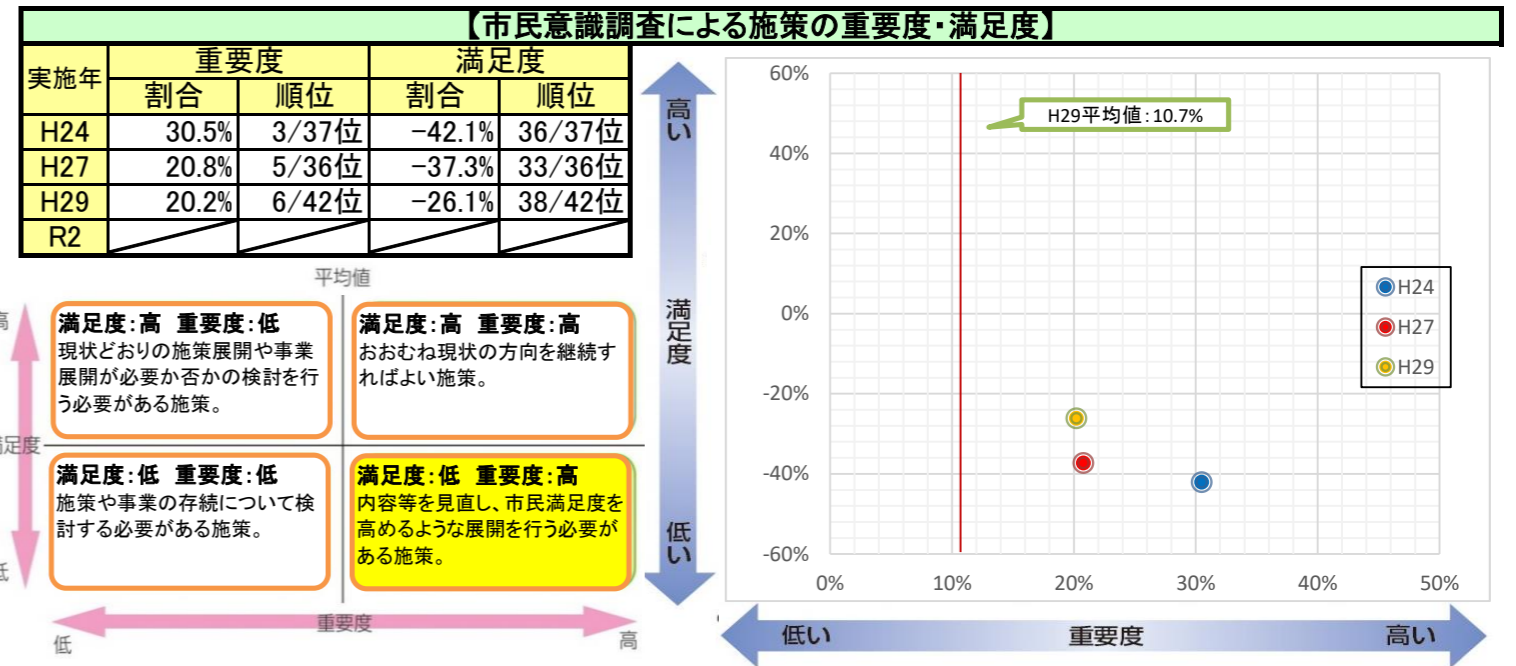 【市民意識調査による施策の重要度・満足度】
実施年 重要度 満足度
割合 順位 割合 順位
H24 30.5% 3/37位 -42.1% 36/37位
H27 20.8% 5/36位 -37.3% 33/36位
H29 20.2% 6/42位 -26.1% 38/42位
R2
平均値
高
満足度:高 重要度:低
現状どおりの施策展開や事業
展開が必要か否かの検討を行
う必要がある施策。
満足度:高 重要度:高
おおむね現状の方向を継続す
ればよい施策。
満足度
満足度:低 重要度:低
施策や事業の存続について検
討する必要がある施策。
満足度:低 重要度:高
内容等を見直し、市民満足度を
高めるような展開を行う必要が
ある施策。
低
重要度
低
高
高い
満足度
低い
60%
40%
20%
0%
-20%
-40%
-60%
H29平均値:10.7%
H24
H27
H29
0% 10% 20% 30% 40% 50%
低い 重要度 高い